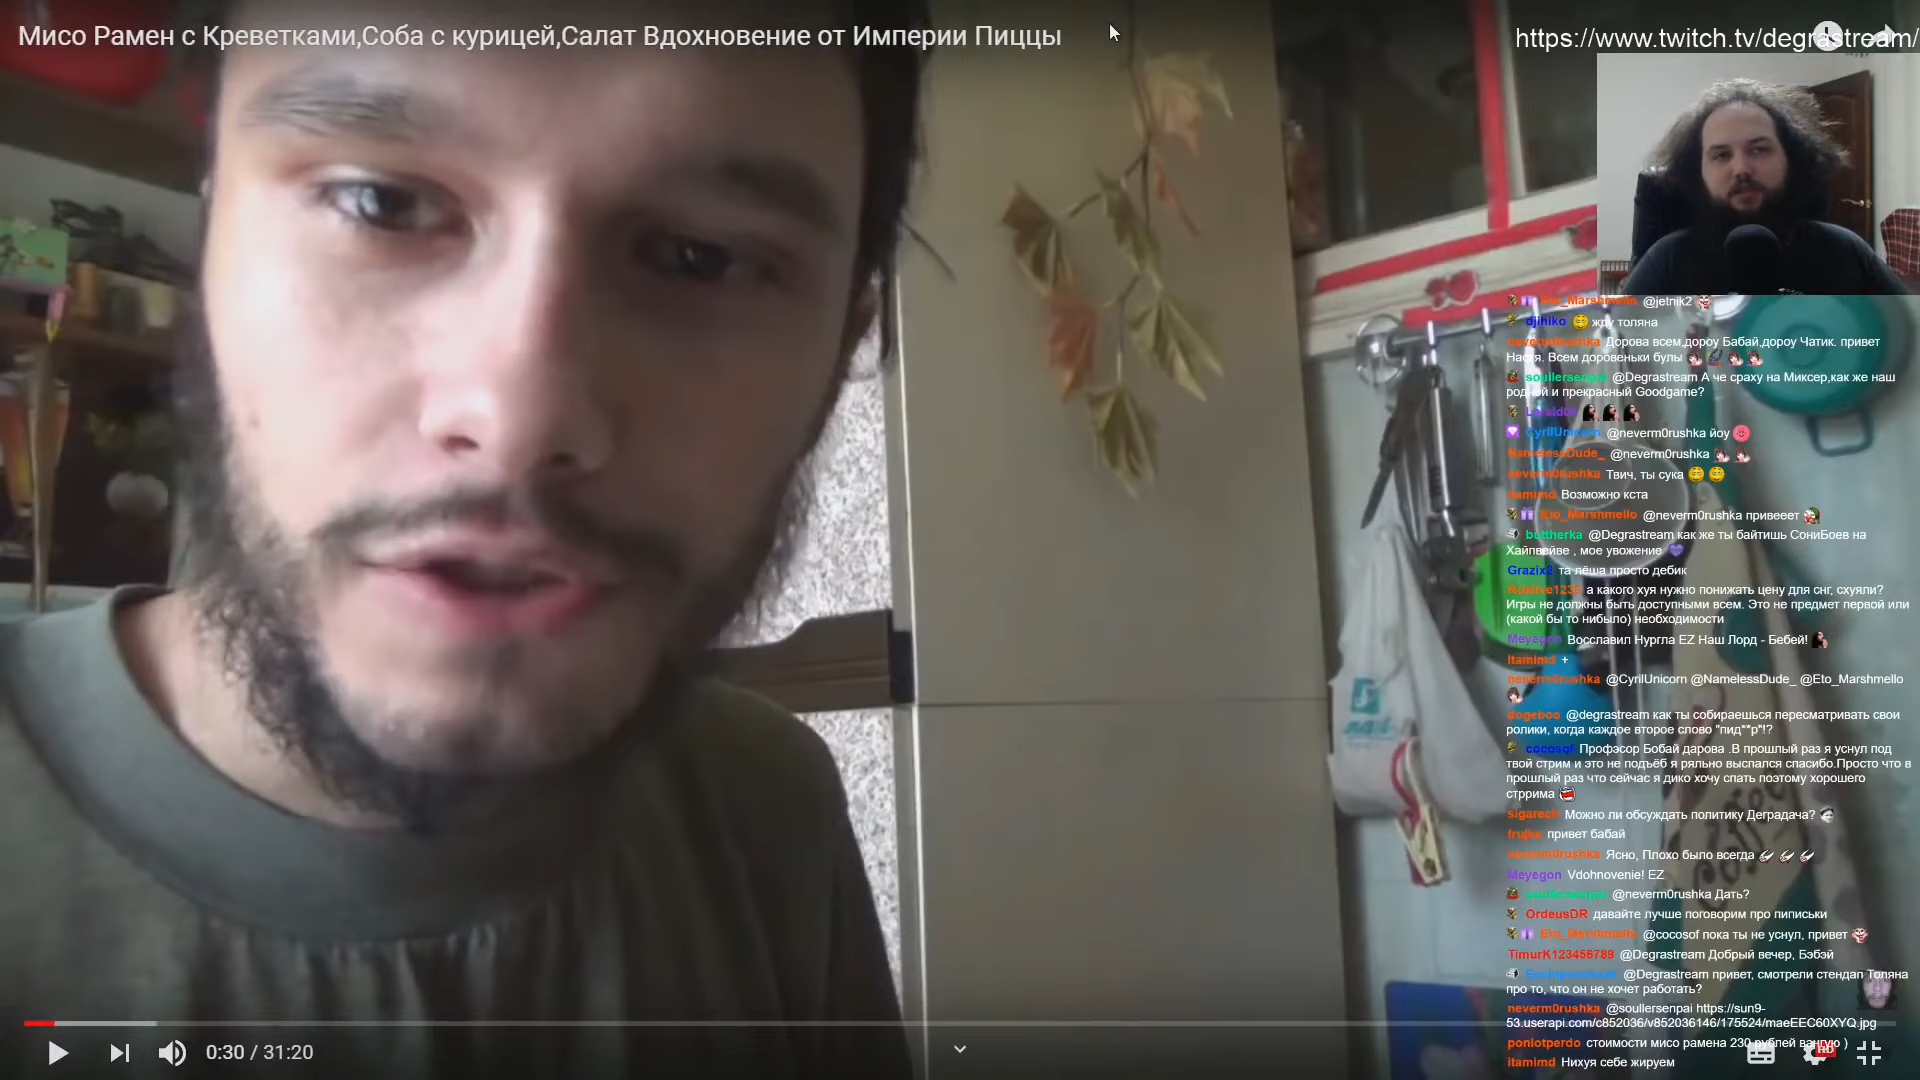 Мисо Рамен с Креветками,Соба с курицей,Салат Вдохновение от Империи Пиццы
https://www.twitch.tv/degrastream/
Eto_Marshmello @jetnik2
djihiko жду толяна
neverm0rushka Дорова всем,дороу Бабай,дороу Чатик. привет
Настя. Всем доровеньки булы
soullersenpai @Degrastream А че сраху на Миксер,как же наш
родной и прекрасный Goodgame?
CyrilUnicorn @neverm0rushka йоу
NamelessDude_ @neverm0rushka
neverm0rushka Твич, ты сука
itamimd Возможно кста
Eto_Marshmello @neverm0rushka привееет
buttherka @Degrastream как же ты байтишь СониБоев на
Хайпвейве , мое увожение
Grazix2 та лёша просто дебик
а какого хуя нужно понижать цену для снг, схуяли?
Игры не должны быть доступными всем. Это не предмет первой или
(какой бы то нибыло) необходимости
Meyegon Восславил Нургла EZ Наш Лорд - Бебей!
itamimd +
neverm0rushka @CyrilUnicorn @NamelessDude_ @Eto_Marshmello
dogeboo @degrastream как ты собираешься пересматривать свои
ролики, когда каждое второе слово "пид**р"!?
cocosof Профэсор Бобай дарова .В прошлый раз я уснул под
твой стрим и это не подъёб я ряльно выспался спасибо.Просто что в
прошлый раз что сейчас я дико хочу спать поэтому хорошего
стррима
sigarech Можно ли обсуждать политику Деградача?
frujke привет бабай
neverm0rushka Ясно, Плохо было всегда
Meyegon Vdohnovenie! EZ
soullersenpai @neverm0rushka Дать?
OrdeusDR давайте лучше поговорим про пиписьки
Eto_Marshmello @cocosof пока ты не уснул, привет
TimurK123456789 @Degrastream Добрый вечер, Бэбэй
@Degrastream привет, смотрели стендап Толяна
про то, что он не хочет работать?
neverm0rushka @soullersenpai https://sun9-
53.userapi.com/c852036/v852036146/175524/maeEEC60XYQ.jpg
poniotperdo стоимости мисо рамена 230 рублей вангую )
itamimd Нихуя себе жируем
0:30 / 31:20
HD